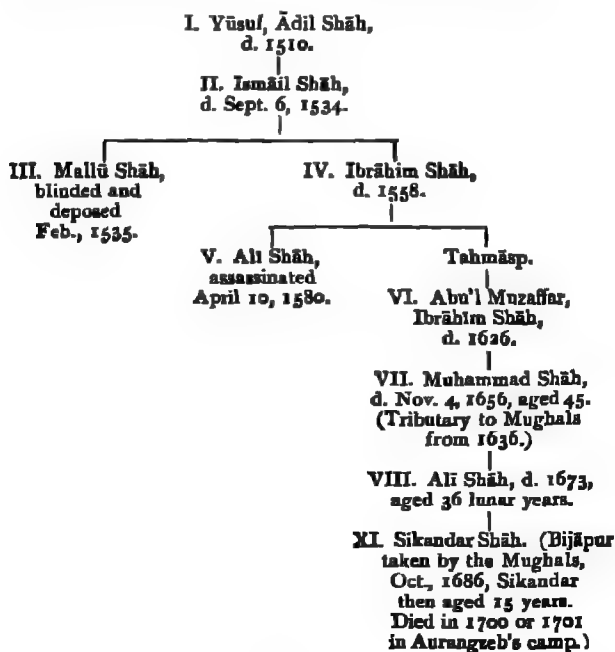 I. Yūsuf, Ādil Shāh,
d. 1510.
II. Ismāil Shāh,
d. Sept. 6, 1534.
III. Mallū Shāh,
blinded and
deposed
Feb., 1535.
IV. Ibrāhim Shāh,
d. 1558.
V. Ali Shāh,
assassinated
April 10, 1580.
Tahmāsp.
VI. Abu'l Muzaffar,
Ibrāhīm Shāh,
d. 1626.
VII. Muhammad Shāh,
d. Nov. 4, 1656, aged 45.
(Tributary to Mughals
from 1636.)
VIII. Alī Shāh, d. 1673,
aged 36 lunar years.
XI. Sikandar Shāh. (Bijāpur
taken by the Mughals,
Oct., 1686, Sikandar
then aged 15 years.
Died in 1700 or 1701
in Aurangzeb's camp.)